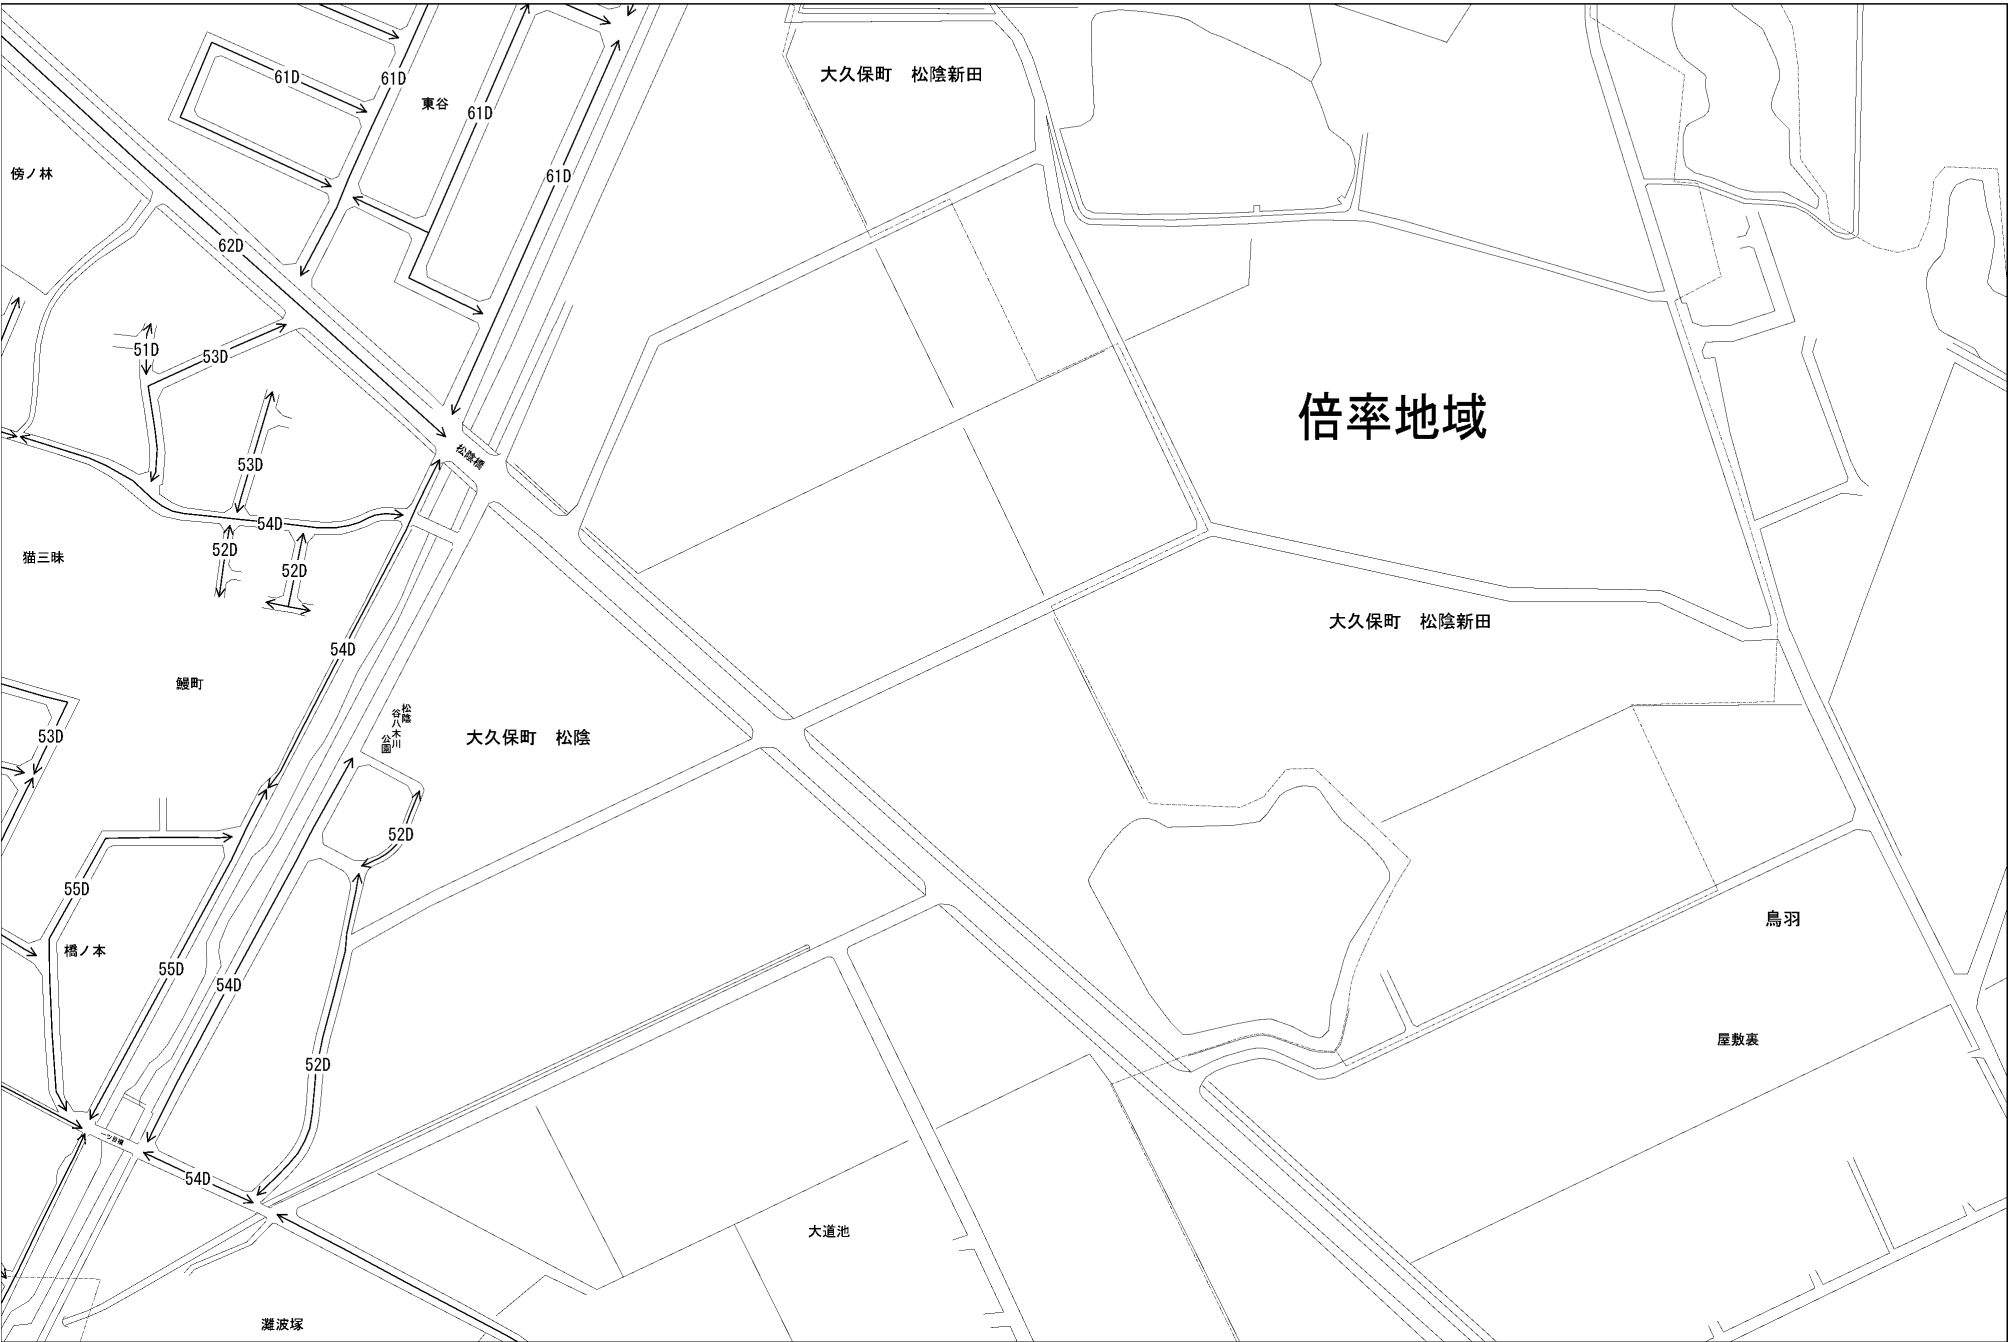 61D
61D
61D
東谷
大久保町　松陰新田
61D
傍ノ林
62D
51D
53D
倍率地域
松陰橋
53D
54D
52D
52D
猫三昧
54D
大久保町　松陰新田
鰻町
松陰
谷八木川
公園
53D
大久保町　松陰
52D
55D
鳥羽
橋ノ本
55D
54D
屋敷裏
52D
54D
大道池
灘波塚